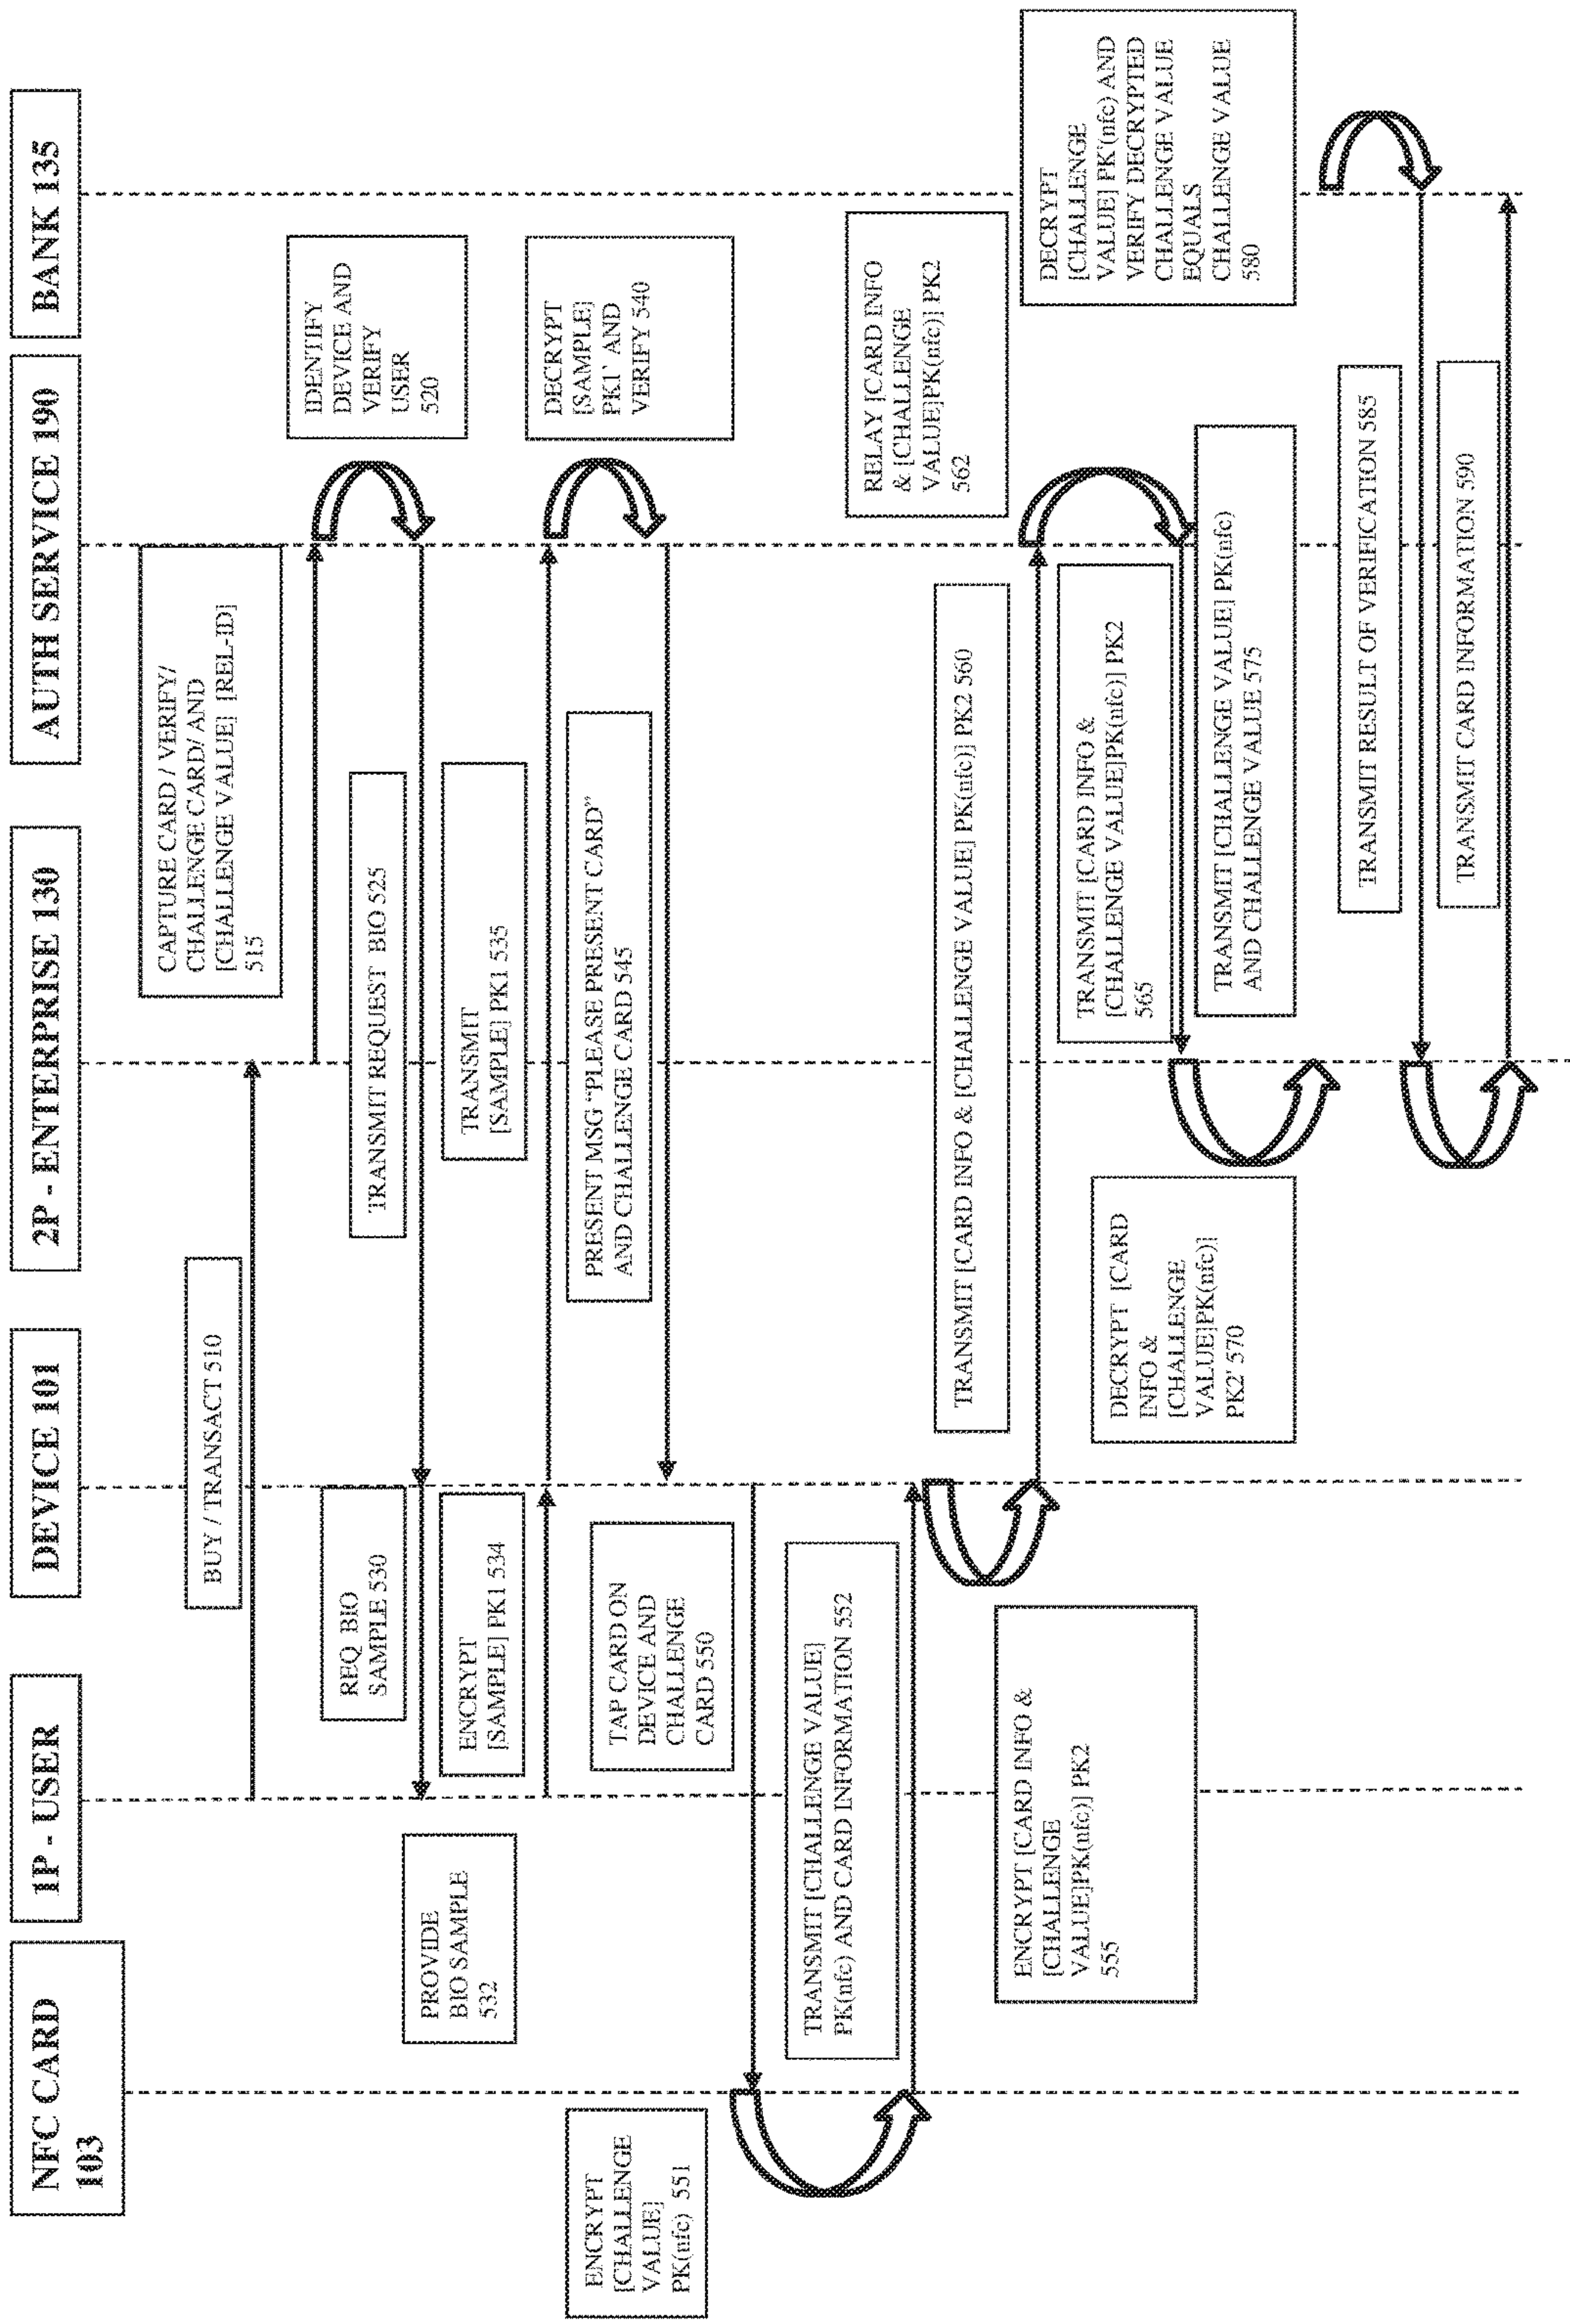 NFC CARD
103
1P - USER
DEVICE 101
2P - ENTERPRISE 130
AUTH SERVICE 190
BANK 135
BUY / TRANSACT 510
CAPTURE CARD / VERIFY/
CHALLENGE CARD/ AND
[CHALLENGE VALUE] [REL-ID]
515
IDENTIFY
DEVICE AND
VERIFY
USER
520
TRANSMIT REQUEST BIO 525
REQ BIO
SAMPLE 530
PROVIDE
BIO SAMPLE
532
ENCRYPT
[SAMPLE] PK1 534
TRANSMIT
[SAMPLE] PK1 535
DECRYPT
[SAMPLE]
PK1' AND
VERIFY 540
PRESENT MSG "PLEASE PRESENT CARD"
AND CHALLENGE CARD 545
TAP CARD ON
DEVICE AND
CHALLENGE
CARD 550
ENCRYPT
[CHALLENGE
VALUE]
PK(nfc) 551
TRANSMIT [CHALLENGE VALUE]
PK(nfc) AND CARD INFORMATION 552
ENCRYPT [CARD INFO &
[CHALLENGE
VALUE]PK(nfc)] PK2
555
TRANSMIT [CARD INFO & [CHALLENGE VALUE] PK(nfc)] PK2 560
RELAY [CARD INFO
& [CHALLENGE
VALUE]PK(nfc)] PK2
562
TRANSMIT [CARD INFO &
[CHALLENGE VALUE]PK(nfc)] PK2
565
DECRYPT [CARD
INFO &
[CHALLENGE
VALUE]PK(nfc)]
PK2' 570
TRANSMIT [CHALLENGE VALUE] PK(nfc)
AND CHALLENGE VALUE 575
DECRYPT
[CHALLENGE
VALUE] PK'(nfc) AND
VERIFY DECRYPTED
CHALLENGE VALUE
EQUALS
CHALLENGE VALUE
580
TRANSMIT RESULT OF VERIFICATION 585
TRANSMIT CARD INFORMATION 590